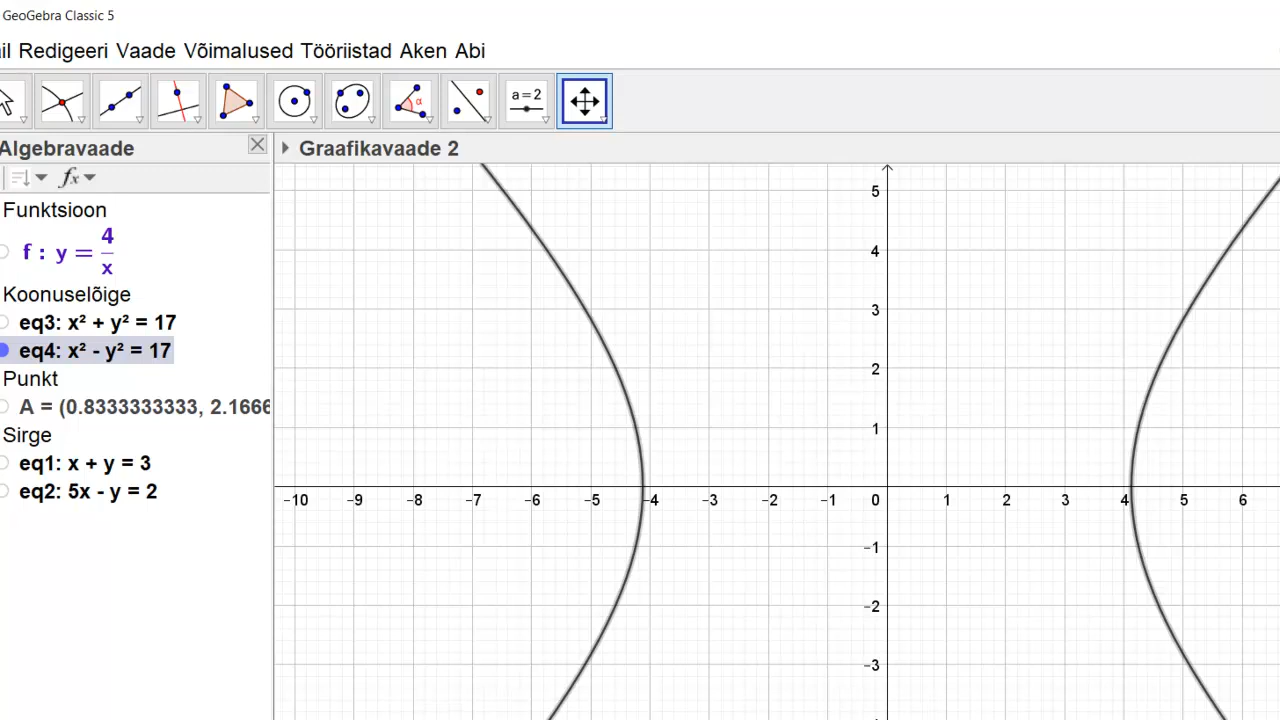 GeoGebra Classic 5
il Redigeeri Vaade Võimalused Tööriistad Aken Abi
α
a = 2
Algebravaade
Graafikavaade 2
fx
Funktsioon
f : y = 4/x
Koonuselõige
eq3: x² + y² = 17
eq4: x² - y² = 17
Punkt
A = (0.8333333333, 2.1666
Sirge
eq1: x + y = 3
eq2: 5x - y = 2
5
4
3
2
1
-10 -9 -8 -7 -6 -5 -4 -3 -2 -1 0 1 2 3 4 5 6
-1
-2
-3